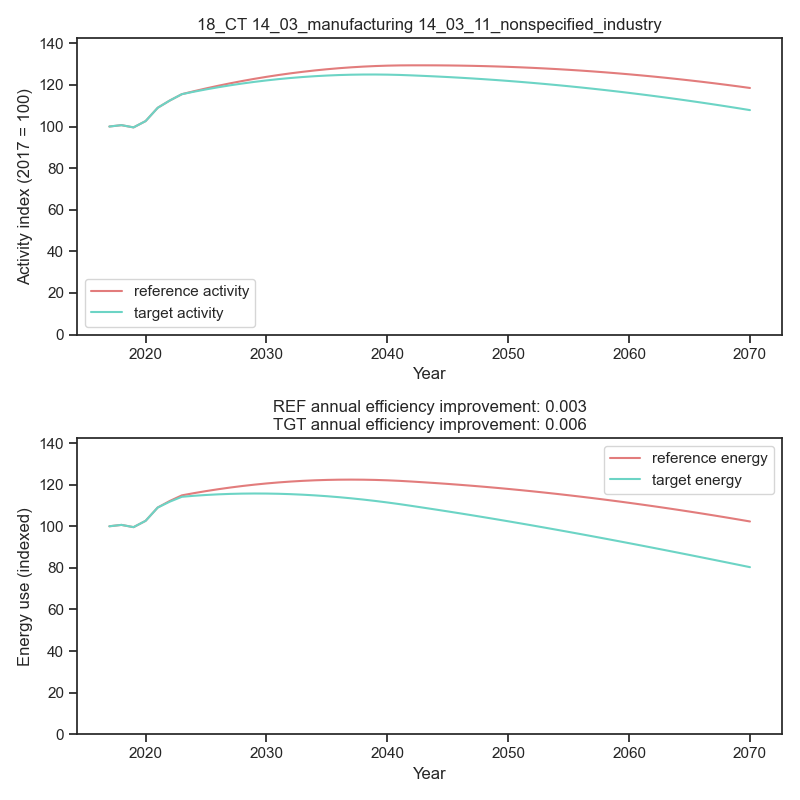 18_CT 14_03_manufacturing 14_03_11_nonspecified_industry
140
120
100
80
60
40
20
0
Activity index (2017 = 100)
reference activity
target activity
2020 2030 2040 2050 2060 2070
Year
REF annual efficiency improvement: 0.003
TGT annual efficiency improvement: 0.006
140
120
100
80
60
40
20
0
Energy use (indexed)
reference energy
target energy
2020 2030 2040 2050 2060 2070
Year